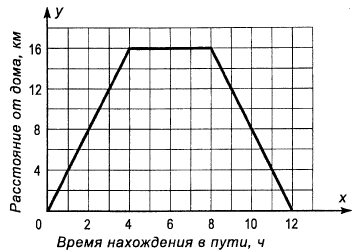 y
Расстояние от дома, км
16
12
8
4
0 2 4 6 8 10 12
x
Время нахождения в пути, ч